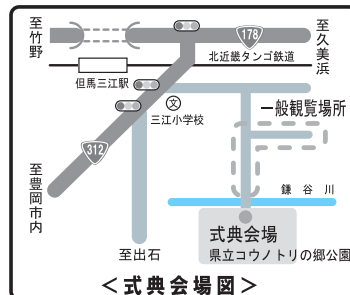 至竹野
178
至久美浜
北近畿タンゴ鉄道
但馬三江駅
文
三江小学校
一般観覧場所
312
至豊岡市内
鎌谷川
式典会場
県立コウノトリの郷公園
至出石
＜式典会場図＞